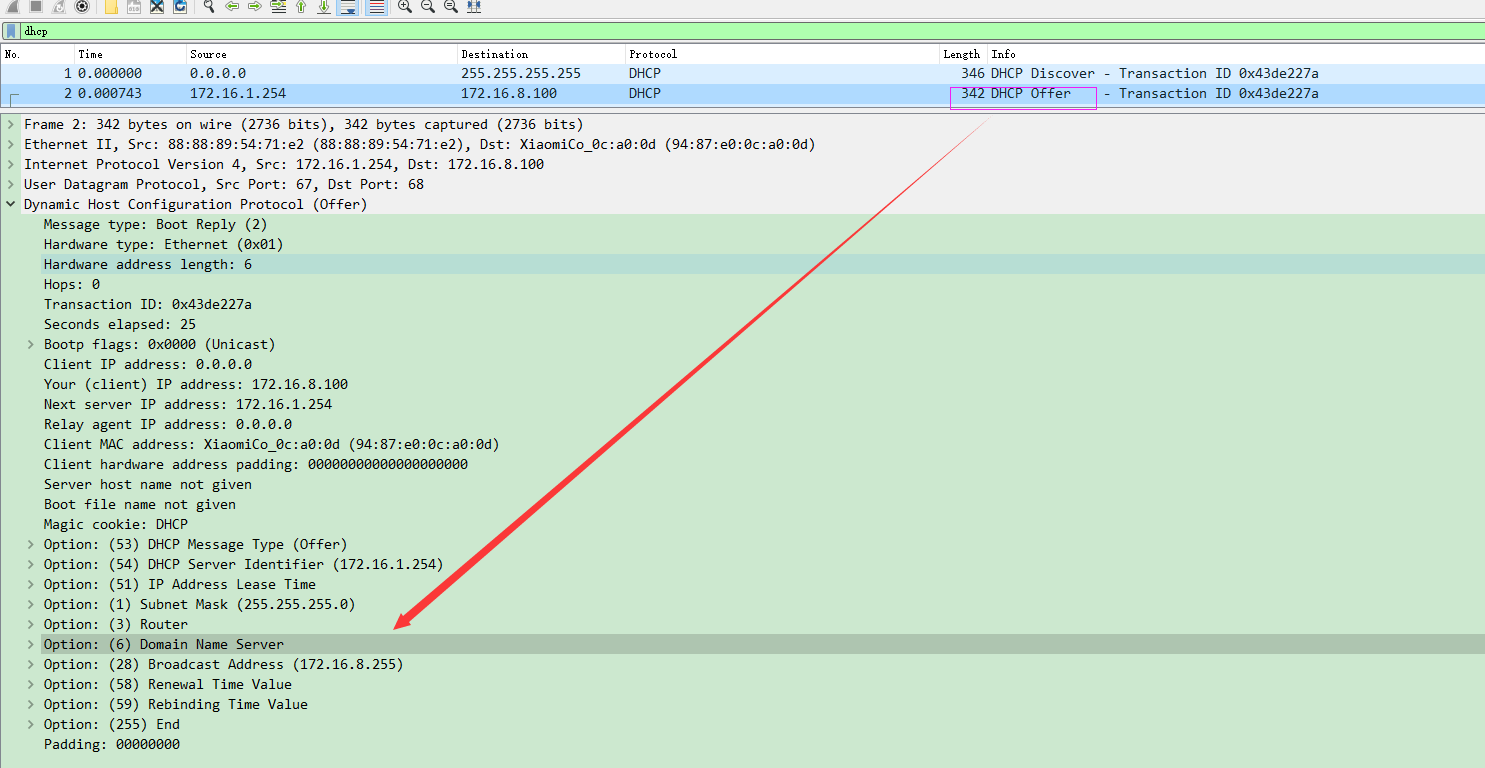 dhcp
No. Time Source Destination Protocol Length Info
1 0.000000 0.0.0.0 255.255.255.255 DHCP 346 DHCP Discover - Transaction ID 0x43de227a
2 0.000743 172.16.1.254 172.16.8.100 DHCP 342 DHCP Offer - Transaction ID 0x43de227a
Frame 2: 342 bytes on wire (2736 bits), 342 bytes captured (2736 bits)
Ethernet II, Src: 88:88:89:54:71:e2 (88:88:89:54:71:e2), Dst: XiaomiCo_0c:a0:0d (94:87:e0:0c:a0:0d)
Internet Protocol Version 4, Src: 172.16.1.254, Dst: 172.16.8.100
User Datagram Protocol, Src Port: 67, Dst Port: 68
Dynamic Host Configuration Protocol (Offer)
Message type: Boot Reply (2)
Hardware type: Ethernet (0x01)
Hardware address length: 6
Hops: 0
Transaction ID: 0x43de227a
Seconds elapsed: 25
Bootp flags: 0x0000 (Unicast)
Client IP address: 0.0.0.0
Your (client) IP address: 172.16.8.100
Next server IP address: 172.16.1.254
Relay agent IP address: 0.0.0.0
Client MAC address: XiaomiCo_0c:a0:0d (94:87:e0:0c:a0:0d)
Client hardware address padding: 00000000000000000000
Server host name not given
Boot file name not given
Magic cookie: DHCP
Option: (53) DHCP Message Type (Offer)
Option: (54) DHCP Server Identifier (172.16.1.254)
Option: (51) IP Address Lease Time
Option: (1) Subnet Mask (255.255.255.0)
Option: (3) Router
Option: (6) Domain Name Server
Option: (28) Broadcast Address (172.16.8.255)
Option: (58) Renewal Time Value
Option: (59) Rebinding Time Value
Option: (255) End
Padding: 00000000